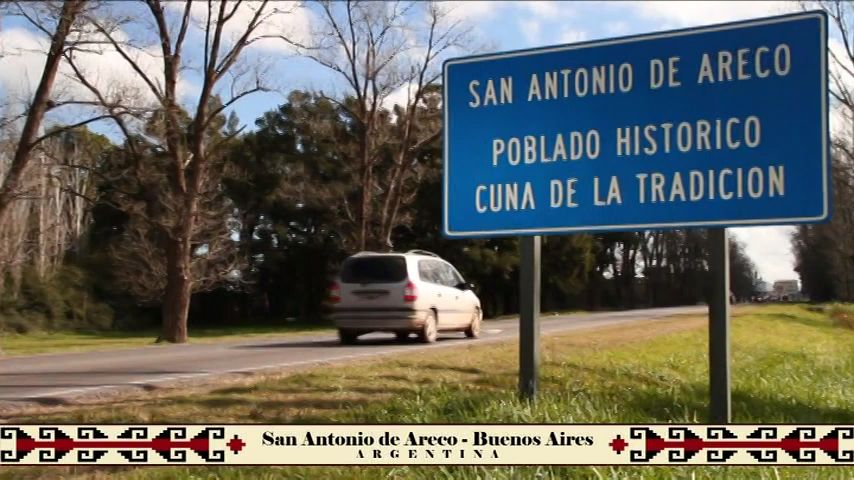 SAN ANTONIO DE ARECO
POBLADO HISTORICO
CUNA DE LA TRADICION
San Antonio de Areco - Buenos Aires
ARGENTINA